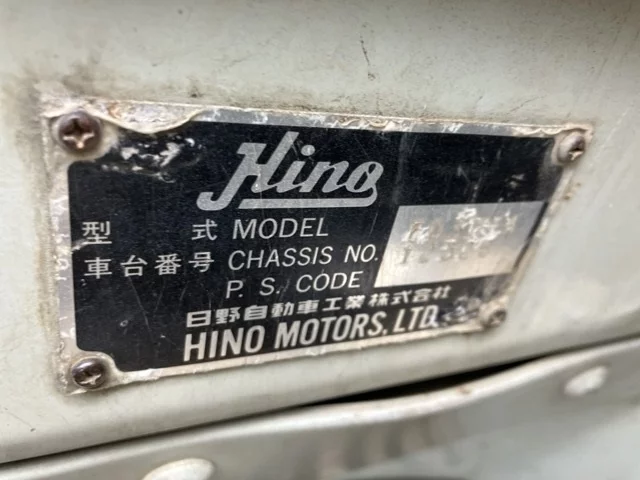 Hino
型 式 MODEL
車台番号 CHASSIS NO.
P. S. CODE
日野自動車工業株式会社
HINO MOTORS, LTD.